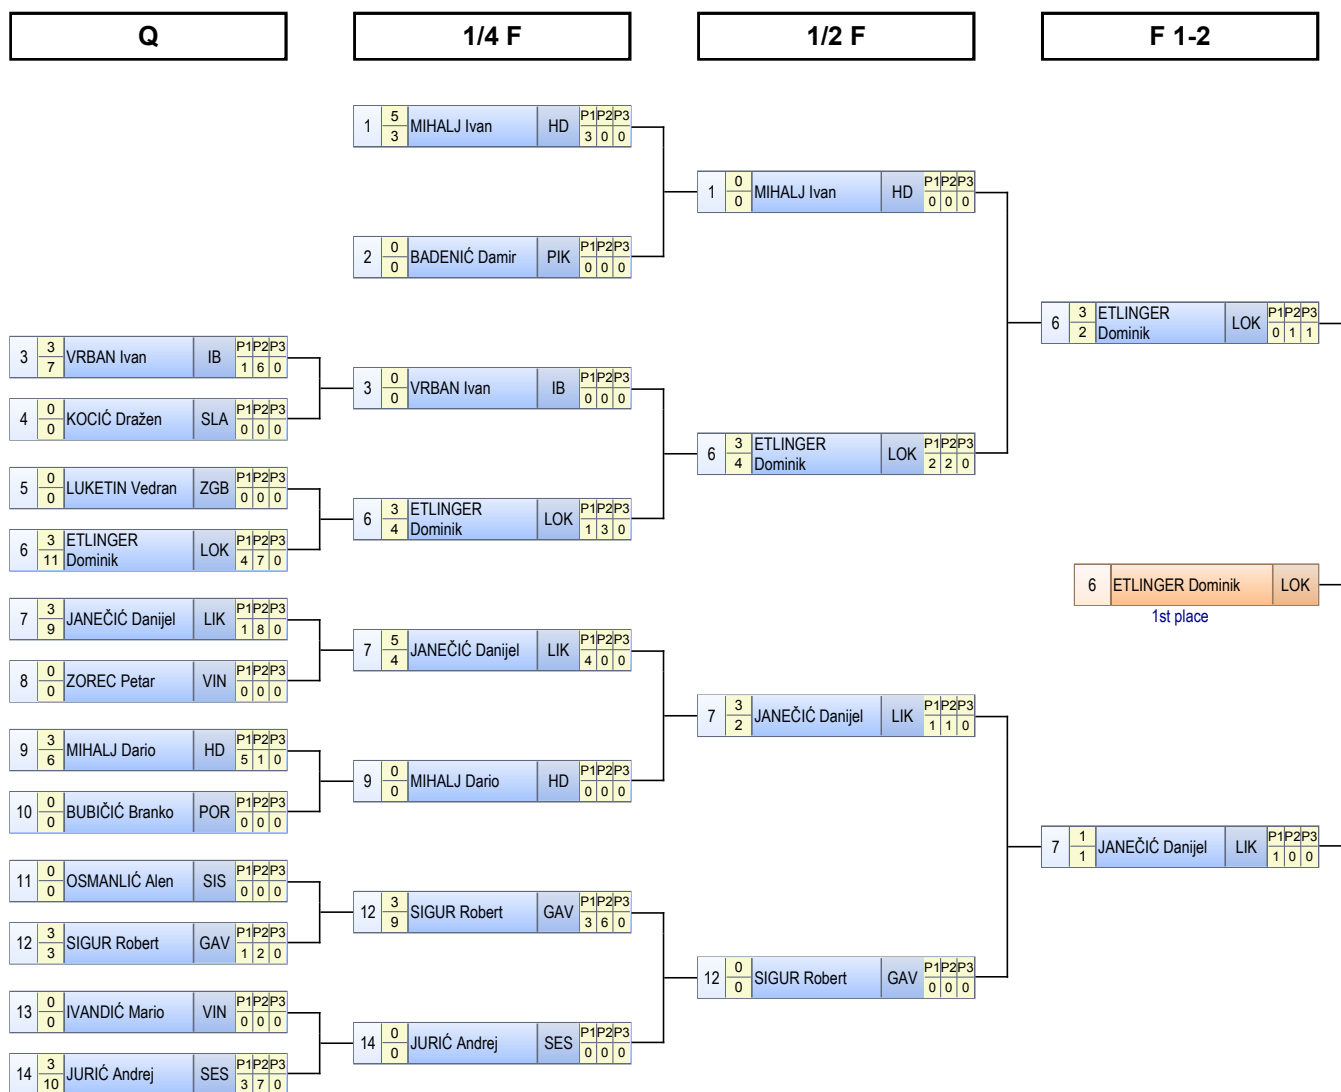 Q
1/4 F
1/2 F
F 1-2
1 5 MIHALJ Ivan HD P1 P2 P3
3 3 0 0
2 0 BADENIĆ Damir PIK P1 P2 P3
0 0 0 0
1 0 MIHALJ Ivan HD P1 P2 P3
0 0 0 0
3 3 VRBAN Ivan IB P1 P2 P3
7 1 6 0
4 0 KOCIĆ Dražen SLA P1 P2 P3
0 0 0 0
5 0 LUKETIN Vedran ZGB P1 P2 P3
0 0 0 0
6 3 ETLINGER LOK P1 P2 P3
11 Dominik 4 7 0
3 0 VRBAN Ivan IB P1 P2 P3
0 0 0 0
6 3 ETLINGER LOK P1 P2 P3
4 Dominik 1 3 0
6 3 ETLINGER LOK P1 P2 P3
4 Dominik 2 2 0
6 3 ETLINGER LOK P1 P2 P3
2 Dominik 0 1 1
6 ETLINGER Dominik LOK
1st place
7 3 JANEČIĆ Danijel LIK P1 P2 P3
9 1 8 0
8 0 ZOREC Petar VIN P1 P2 P3
0 0 0 0
9 3 MIHALJ Dario HD P1 P2 P3
6 5 1 0
10 0 BUBIČIĆ Branko POR P1 P2 P3
0 0 0 0
7 5 JANEČIĆ Danijel LIK P1 P2 P3
4 4 0 0
9 0 MIHALJ Dario HD P1 P2 P3
0 0 0 0
7 3 JANEČIĆ Danijel LIK P1 P2 P3
2 1 1 0
7 1 JANEČIĆ Danijel LIK P1 P2 P3
1 1 0 0
11 0 OSMANLIĆ Alen SIS P1 P2 P3
0 0 0 0
12 3 SIGUR Robert GAV P1 P2 P3
3 1 2 0
13 0 IVANDIĆ Mario VIN P1 P2 P3
0 0 0 0
14 3 JURIĆ Andrej SES P1 P2 P3
10 3 7 0
12 3 SIGUR Robert GAV P1 P2 P3
9 3 6 0
14 0 JURIĆ Andrej SES P1 P2 P3
0 0 0 0
12 0 SIGUR Robert GAV P1 P2 P3
0 0 0 0